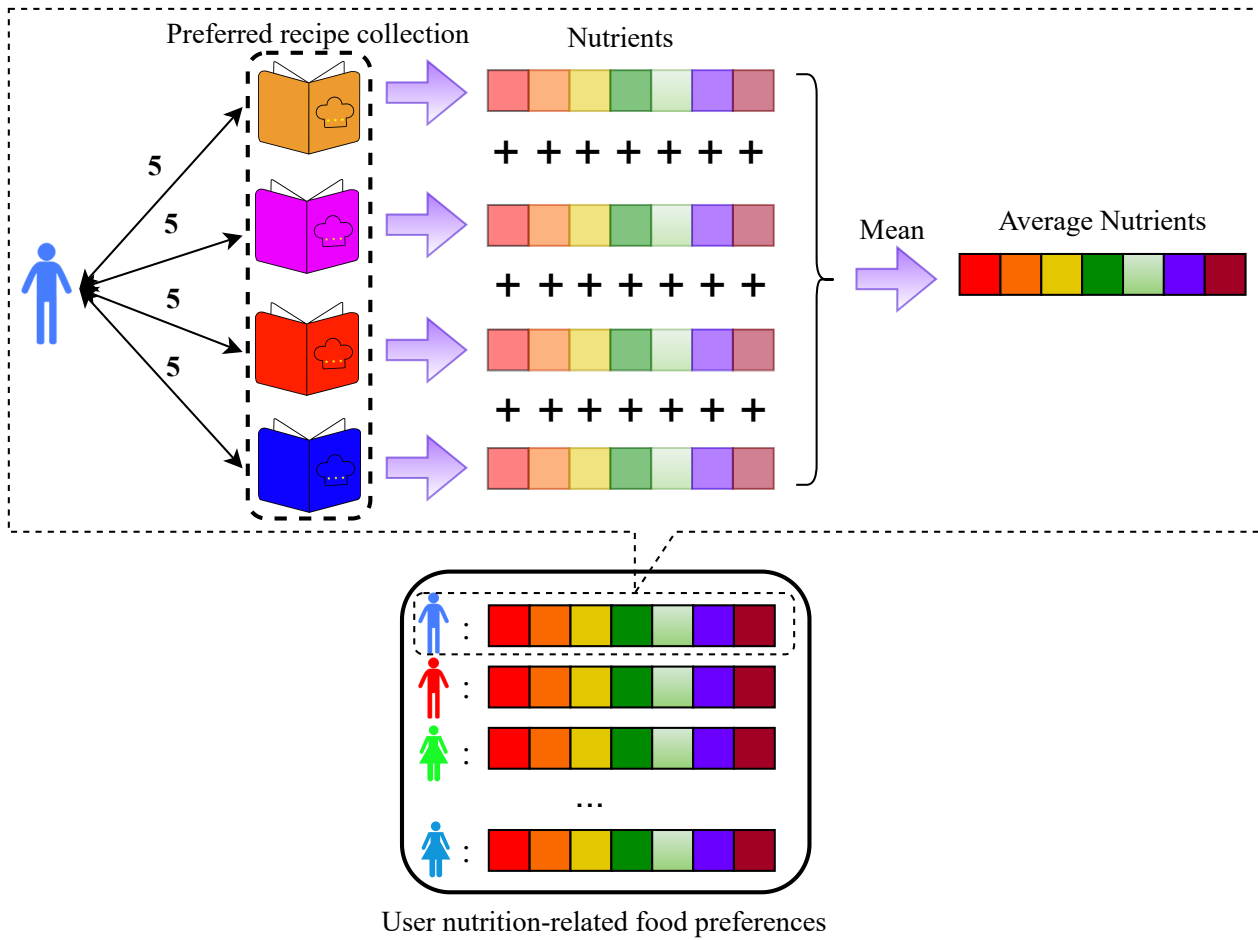 Preferred recipe collection
Nutrients
5
+ + + + + + +
5
Mean
Average Nutrients
5
+ + + + + + +
5
+ + + + + + +
:
:
:
...
:
User nutrition-related food preferences